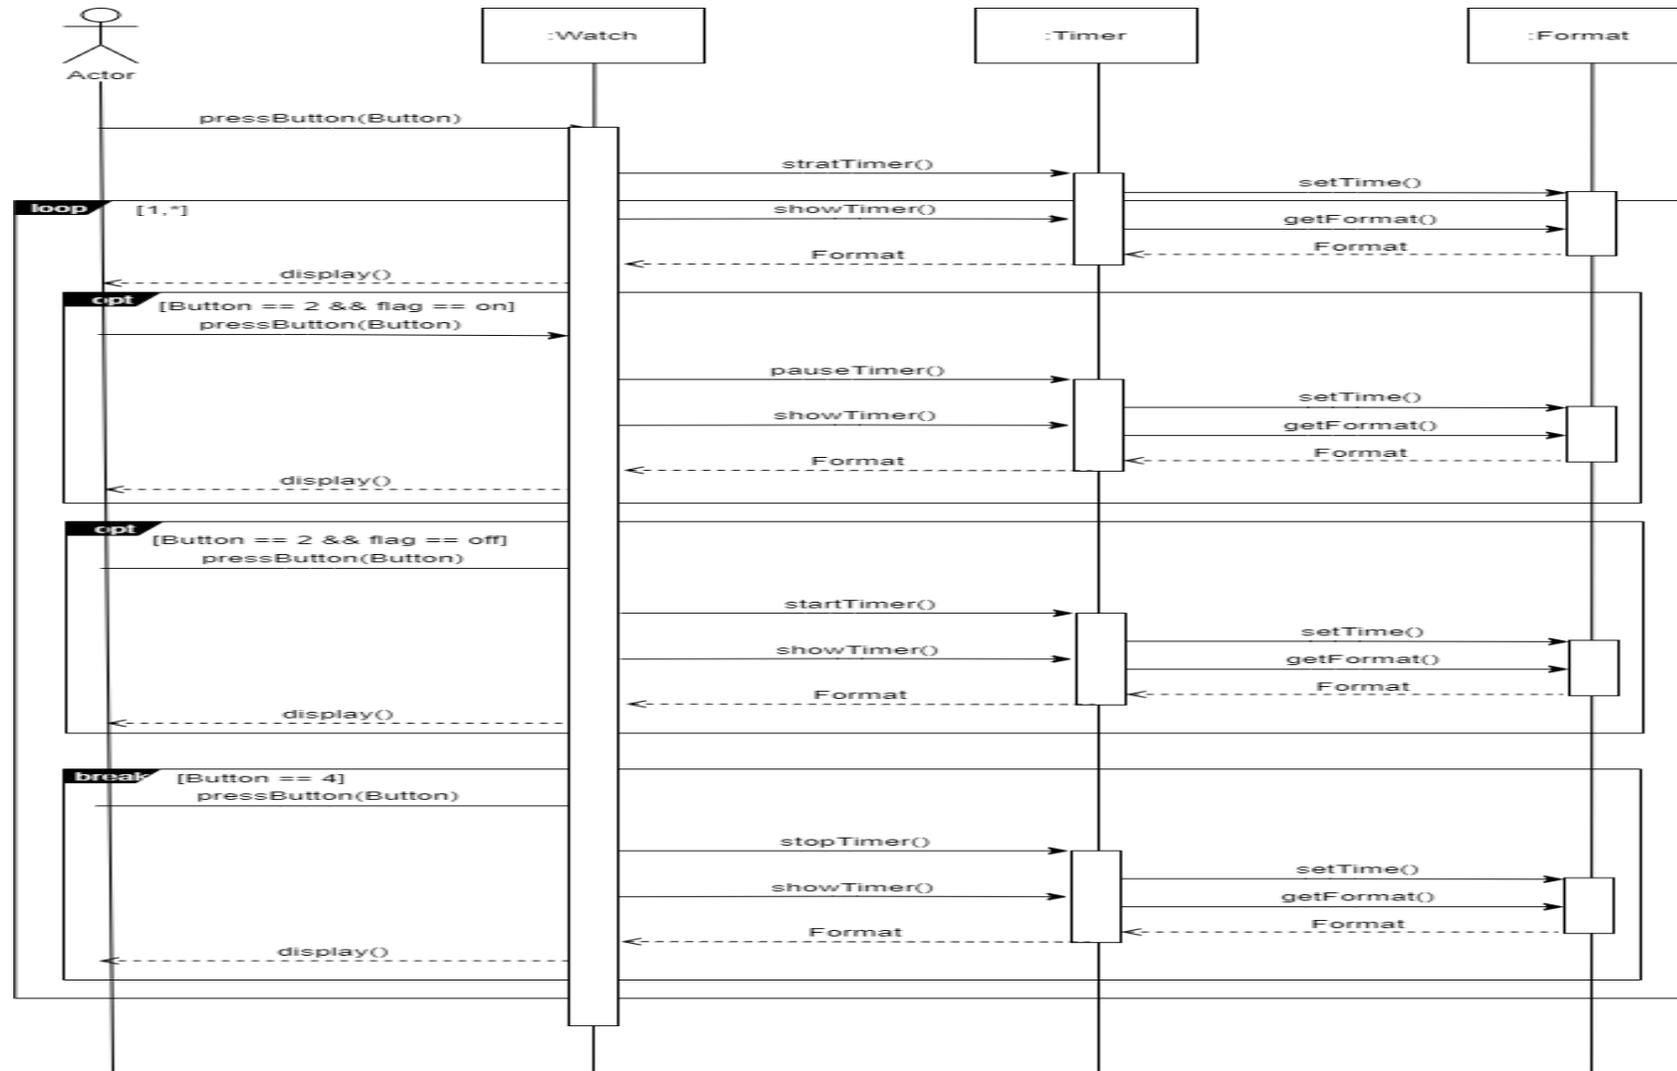 :Watch
:Timer
:Format
Actor
pressButton(Button)
stratTimer()
setTime()
loop
[1,*]
showTimer()
getFormat()
Format
Format
display()
opt
[Button == 2 && flag == on]
pressButton(Button)
pauseTimer()
setTime()
showTimer()
getFormat()
Format
Format
display()
opt
[Button == 2 && flag == off]
pressButton(Button)
startTimer()
setTime()
showTimer()
getFormat()
Format
Format
display()
break
[Button == 4]
pressButton(Button)
stopTimer()
setTime()
showTimer()
getFormat()
Format
Format
display()